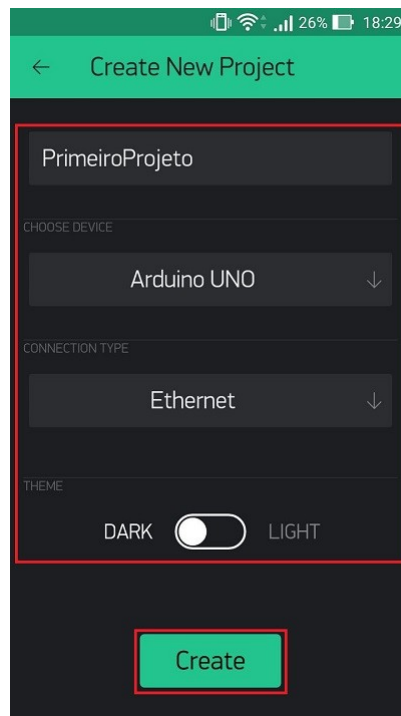 26% 18:29
Create New Project
PrimeiroProjeto
CHOOSE DEVICE
Arduino UNO
CONNECTION TYPE
Ethernet
THEME
DARK LIGHT
Create